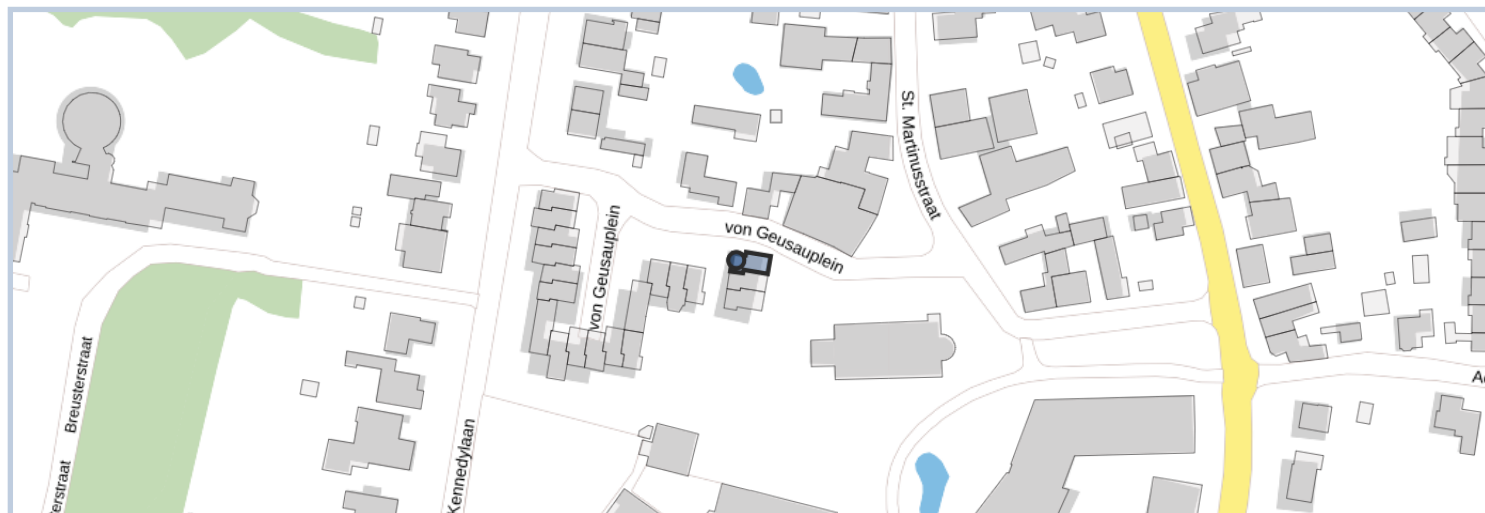 St. Martinusstraat
von Geusauplein
von Geusauplein
Breusterstraat
Kennedylaan
erstraat
A